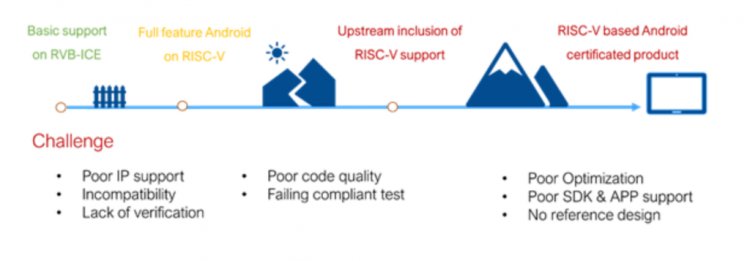 Basic support
on RVB-ICE
Full feature Android
on RISC-V
Upstream inclusion of
RISC-V support
RISC-V based Android
certificated product
Challenge
• Poor IP support
• Incompatibility
• Lack of verification
• Poor code quality
• Failing compliant test
• Poor Optimization
• Poor SDK & APP support
• No reference design